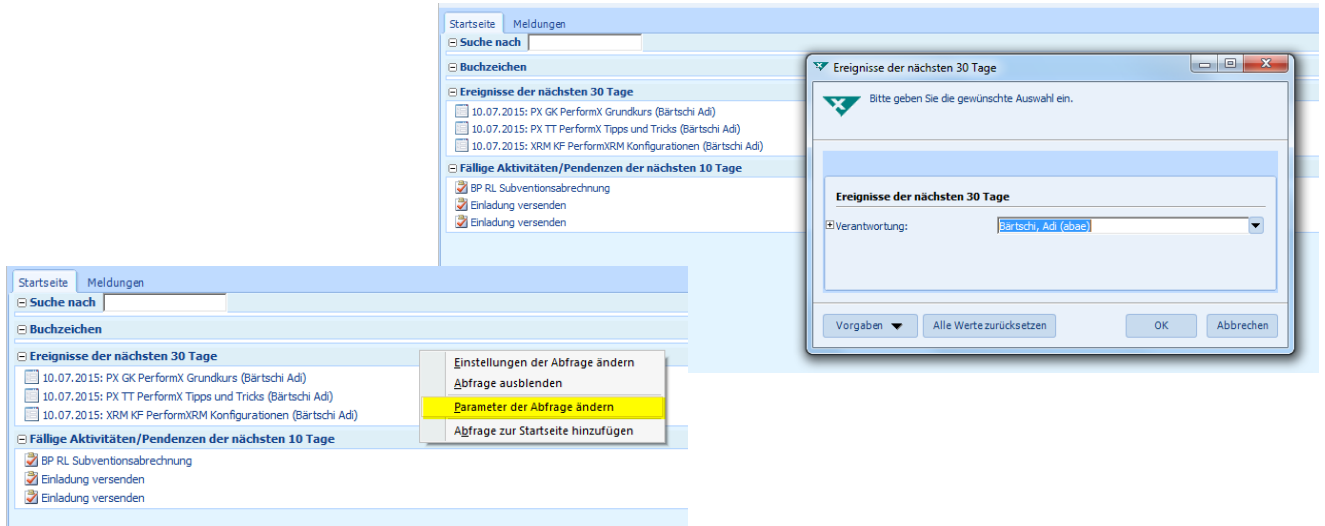 Startseite Meldungen
Suche nach
Buchzeichen
Ereignisse der nächsten 30 Tage
10.07.2015: PX GK PerformX Grundkurs (Bärtschi Adi)
10.07.2015: PX TT PerformX Tipps und Tricks (Bärtschi Adi)
10.07.2015: XRM KF PerformXRM Konfigurationen (Bärtschi Adi)
Fällige Aktivitäten/Pendenzen der nächsten 10 Tage
BP RL Subventionsabrechnung
Einladung versenden
Einladung versenden
Ereignisse der nächsten 30 Tage
Bitte geben Sie die gewünschte Auswahl ein.
Ereignisse der nächsten 30 Tage
Verantwortung: Bärtschi, Adi (abae)
Vorgaben Alle Werte zurücksetzen OK Abbrechen
Startseite Meldungen
Suche nach
Buchzeichen
Ereignisse der nächsten 30 Tage
10.07.2015: PX GK PerformX Grundkurs (Bärtschi Adi)
10.07.2015: PX TT PerformX Tipps und Tricks (Bärtschi Adi)
10.07.2015: XRM KF PerformXRM Konfigurationen (Bärtschi Adi)
Fällige Aktivitäten/Pendenzen der nächsten 10 Tage
BP RL Subventionsabrechnung
Einladung versenden
Einladung versenden
Einstellungen der Abfrage ändern
Abfrage ausblenden
Parameter der Abfrage ändern
Abfrage zur Startseite hinzufügen